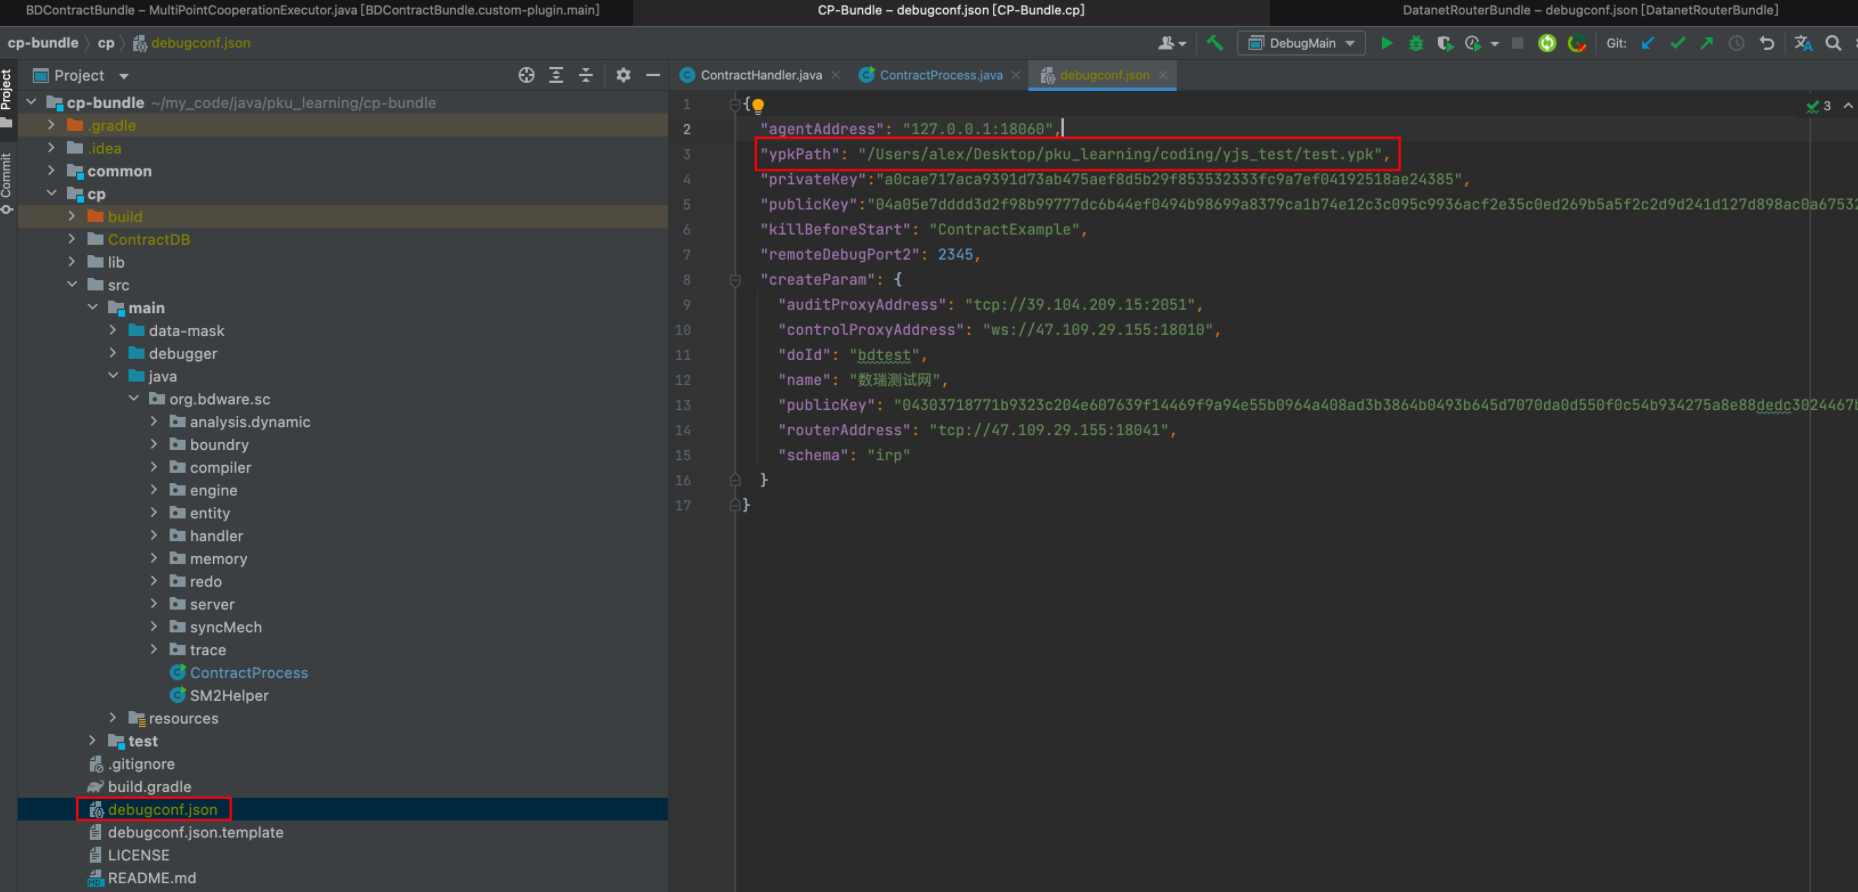 BDContractBundle – MultiPointCooperationExecutor.java [BDContractBundle.custom-plugin.main]
CP-Bundle – debugconf.json [CP-Bundle.cp]
DatanetRouterBundle – debugconf.json [DatanetRouterBundle]
cp-bundle 〉 cp 〉 debugconf.json
DebugMain
Git:
Project
Commit
Project
ContractHandler.java
ContractProcess.java
debugconf.json
cp-bundle ~/my_code/java/pku_learning/cp-bundle
.gradle
.idea
common
cp
build
ContractDB
lib
src
main
data-mask
debugger
java
org.bdware.sc
analysis.dynamic
boundry
compiler
engine
entity
handler
memory
redo
server
syncMech
trace
ContractProcess
SM2Helper
resources
test
.gitignore
build.gradle
debugconf.json
debugconf.json.template
LICENSE
README.md
3
1 {
2 "agentAddress": "127.0.0.1:18060",
3 "ypkPath": "/Users/alex/Desktop/pku_learning/coding/yjs_test/test.ypk",
4 "privateKey":"a0cae717aca9391d73ab475aef8d5b29f853532333fc9a7ef04192518ae24385",
5 "publicKey":"04a05e7dddd3d2f98b99777dc6b44ef0494b98699a8379ca1b74e12c3c095c9936acf2e35c0ed269b5a5f2c2d9d241d127d898ac0a67532
6 "killBeforeStart": "ContractExample",
7 "remoteDebugPort2": 2345,
8 "createParam": {
9 "auditProxyAddress": "tcp://39.104.209.15:2051",
10 "controlProxyAddress": "ws://47.109.29.155:18010",
11 "doId": "bdtest",
12 "name": "数瑞测试网",
13 "publicKey": "04303718771b9323c204e607639f14469f9a94e55b0964a408ad3b3864b0493b645d7070da0d550f0c54b934275a8e88dedc3024467b
14 "routerAddress": "tcp://47.109.29.155:18041",
15 "schema": "irp"
16 }
17 }